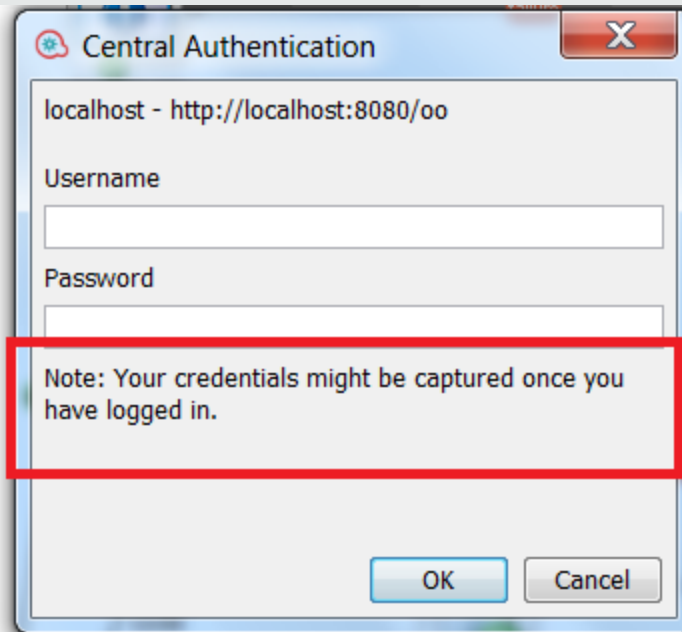 Central Authentication
localhost - http://localhost:8080/oo
Username
Password
Note: Your credentials might be captured once you
have logged in.
OK
Cancel